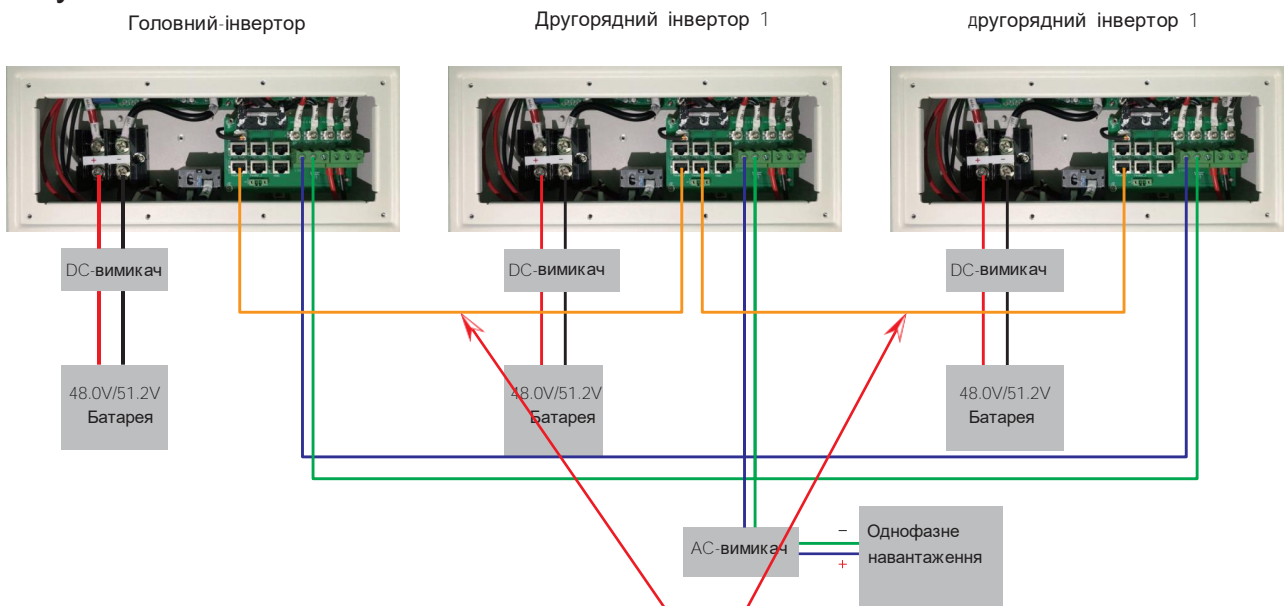 Головний-інвертор
Другорядний інвертор 1
другорядний інвертор 1
+ −
+ −
+ −
DC-вимикач
DC-вимикач
DC-вимикач
48.0V/51.2V
Батарея
48.0V/51.2V
Батарея
48.0V/51.2V
Батарея
AC-вимикач
−
+
Однофазне
навантаження